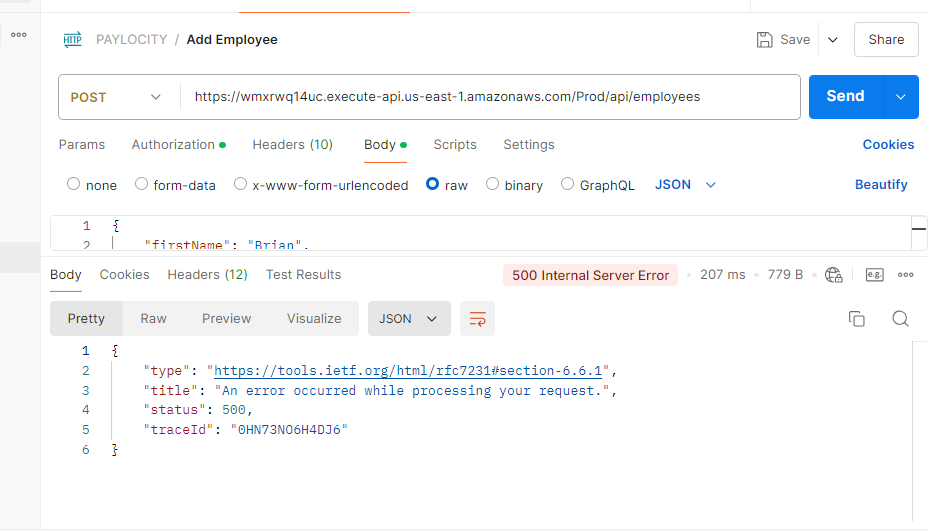 HTTP PAYLOCITY / Add Employee Save Share
POST https://wmxrwq14uc.execute-api.us-east-1.amazonaws.com/Prod/api/employees Send
Params Authorization Headers (10) Body Scripts Settings Cookies
none form-data x-www-form-urlencoded raw binary GraphQL JSON Beautify
1 {
2 "firstName": "Brian",
Body Cookies Headers (12) Test Results 500 Internal Server Error 207 ms 779 B e.g.
Pretty Raw Preview Visualize JSON
1 {
2 "type": "https://tools.ietf.org/html/rfc7231#section-6.6.1",
3 "title": "An error occurred while processing your request.",
4 "status": 500,
5 "traceId": "0HN73NO6H4DJ6"
6 }